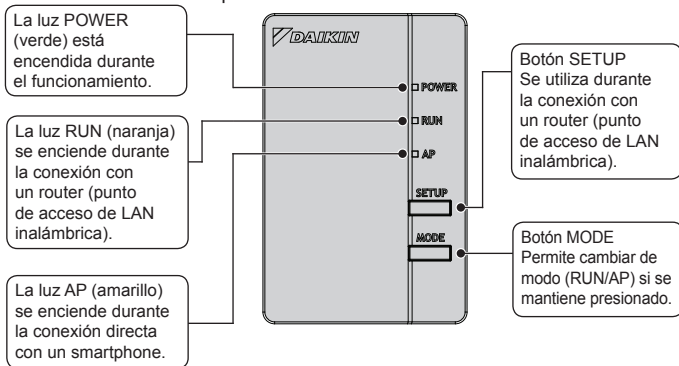 La luz POWER
(verde) está
encendida durante
el funcionamiento.
La luz RUN (naranja)
se enciende durante
la conexión con
un router (punto
de acceso de LAN
inalámbrica).
La luz AP (amarillo)
se enciende durante
la conexión directa
con un smartphone.
DAIKIN
POWER
RUN
AP
SETUP
MODE
Botón SETUP
Se utiliza durante
la conexión con
un router (punto
de acceso de LAN
inalámbrica).
Botón MODE
Permite cambiar de
modo (RUN/AP) si se
mantiene presionado.